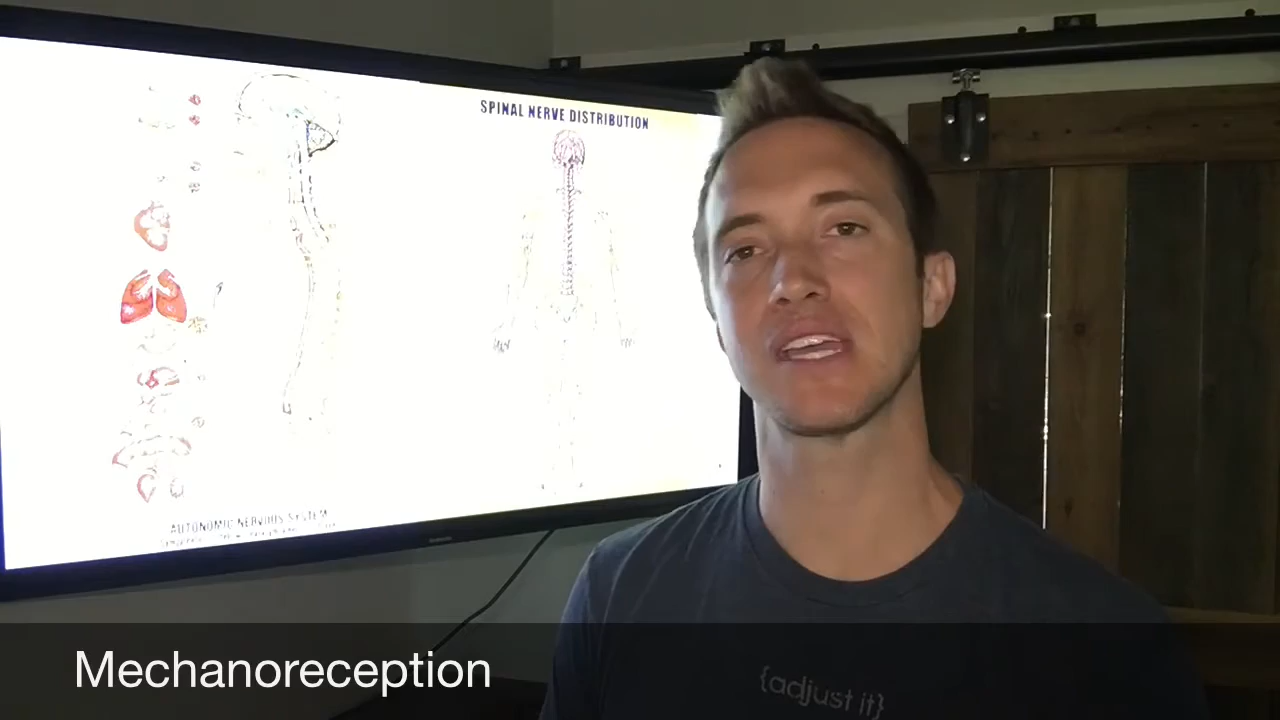 SPINAL NERVE DISTRIBUTION
AUTONOMIC NERVOUS SYSTEM
Mechanoreception
{adjust it}